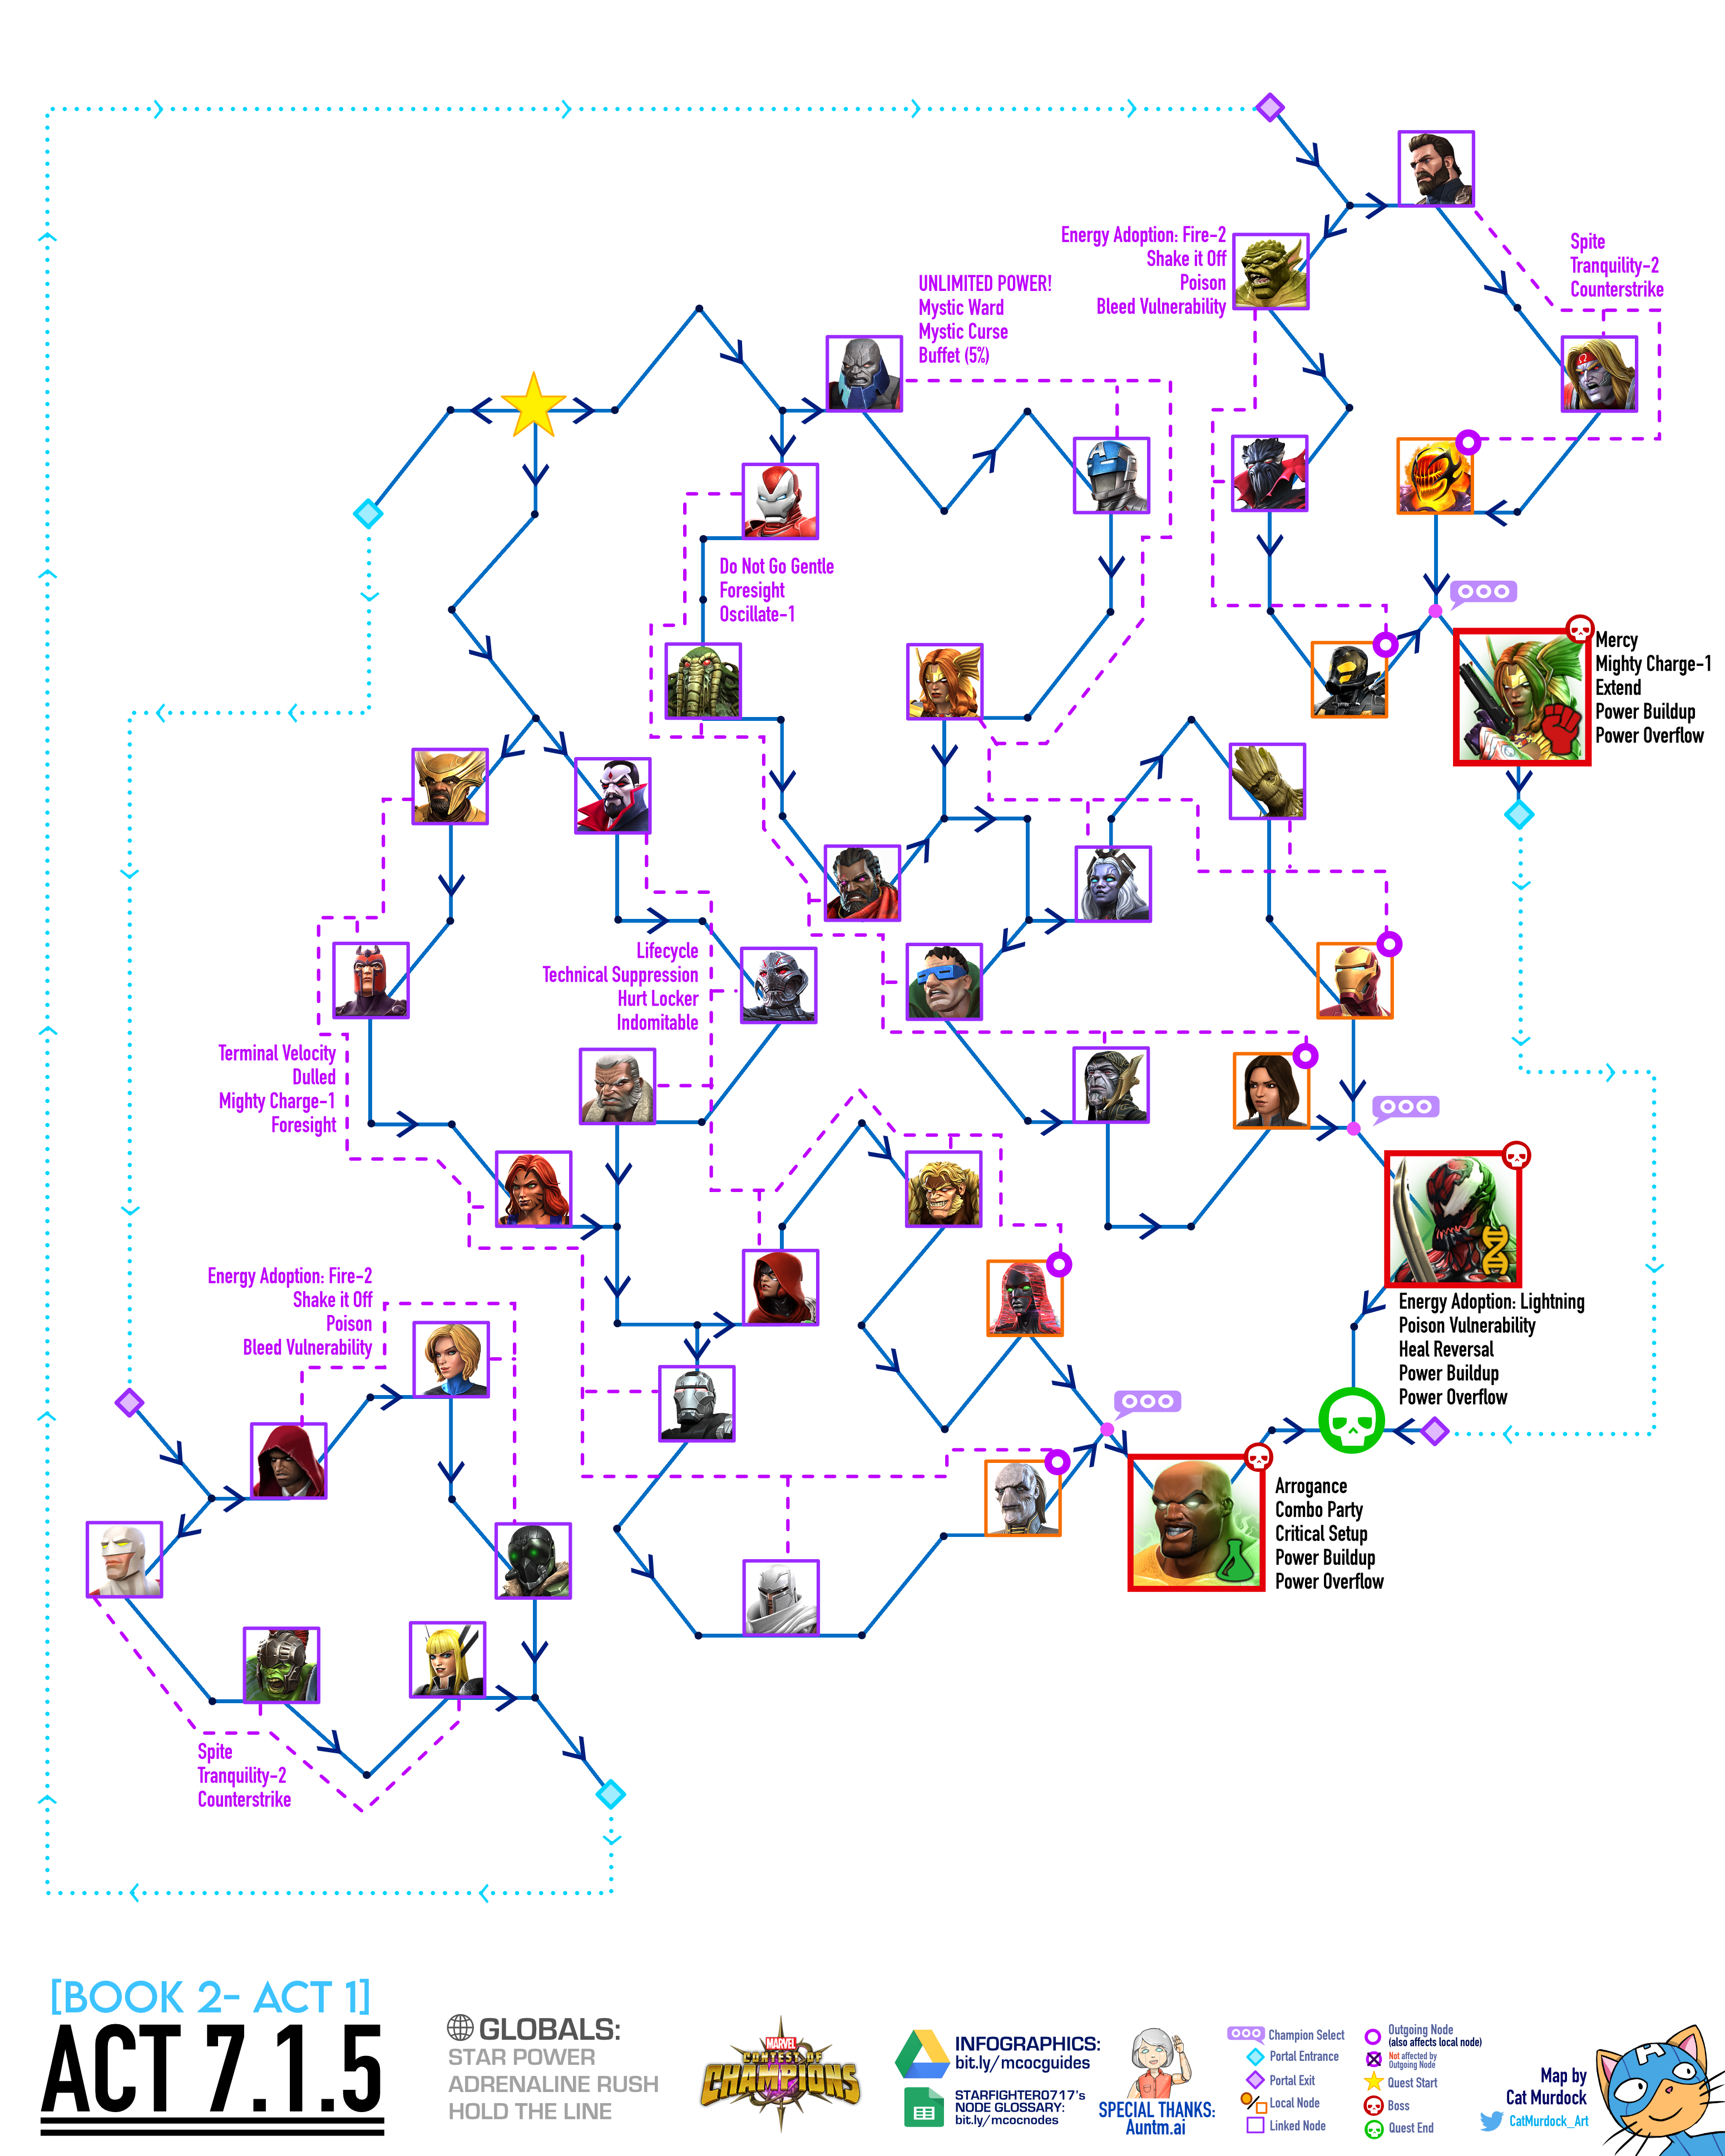 Energy Adoption: Fire-2
Shake it Off
Poison
Bleed Vulnerability
Spite
Tranquility-2
Counterstrike
UNLIMITED POWER!
Mystic Ward
Mystic Curse
Buffet (5%)
Do Not Go Gentle
Foresight
Oscillate-1
Mercy
Mighty Charge-1
Extend
Power Buildup
Power Overflow
Lifecycle
Technical Suppression
Hurt Locker
Indomitable
Terminal Velocity
Dulled
Mighty Charge-1
Foresight
Energy Adoption: Fire-2
Shake it Off
Poison
Bleed Vulnerability
Energy Adoption: Lightning
Poison Vulnerability
Heal Reversal
Power Buildup
Power Overflow
Arrogance
Combo Party
Critical Setup
Power Buildup
Power Overflow
Spite
Tranquility-2
Counterstrike
[BOOK 2- ACT 1]
ACT 7.1.5
GLOBALS:
STAR POWER
ADRENALINE RUSH
HOLD THE LINE
MARVEL
CONTEST OF
CHAMPIONS
INFOGRAPHICS:
bit.ly/mcocguides
STARFIGHTER0717's
NODE GLOSSARY:
bit.ly/mcocnodes
SPECIAL THANKS:
Auntm.ai
Champion Select
Portal Entrance
Portal Exit
Local Node
Linked Node
Outgoing Node
(also affects local node)
Not affected by
Outgoing Node
Quest Start
Boss
Quest End
Map by
Cat Murdock
CatMurdock_Art
A